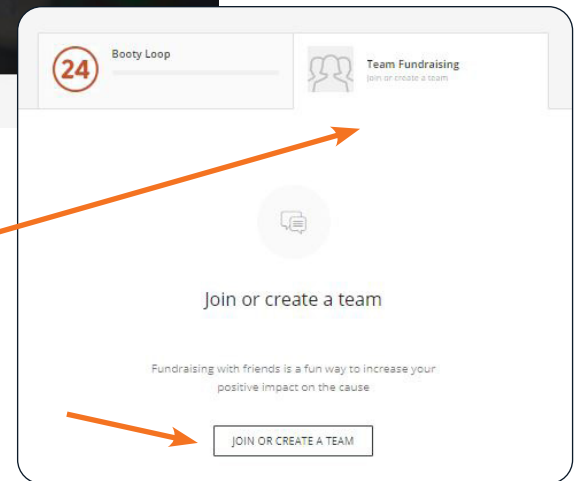 24
Booty Loop
Team Fundraising
Join or create a team
Join or create a team
Fundraising with friends is a fun way to increase your
positive impact on the cause
JOIN OR CREATE A TEAM